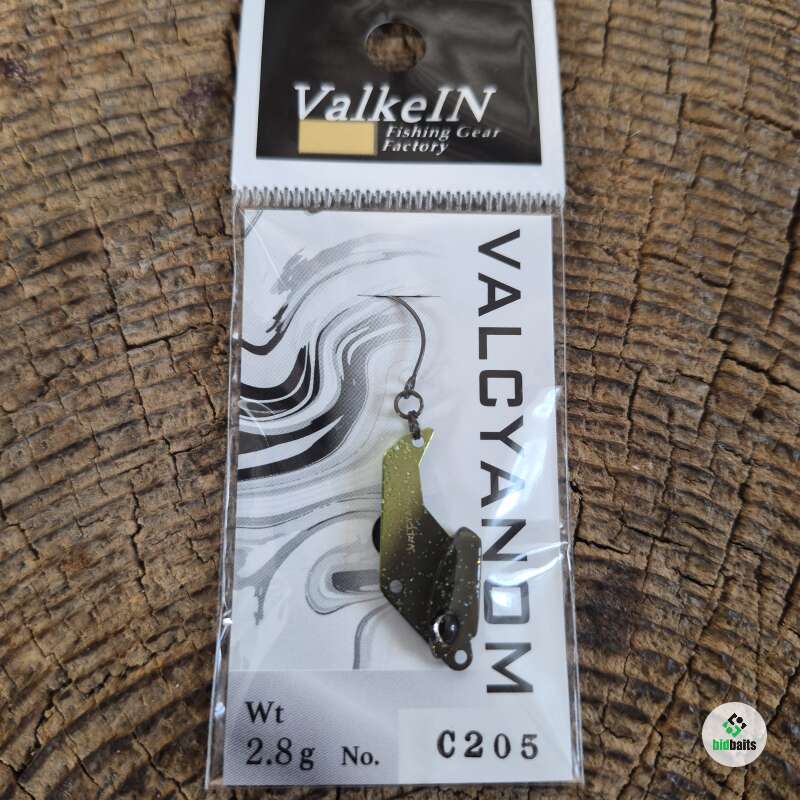 ValkeIN
Fishing Gear
Factory
VALCYANOM
Wt
2.8g No. C205
bidbaits